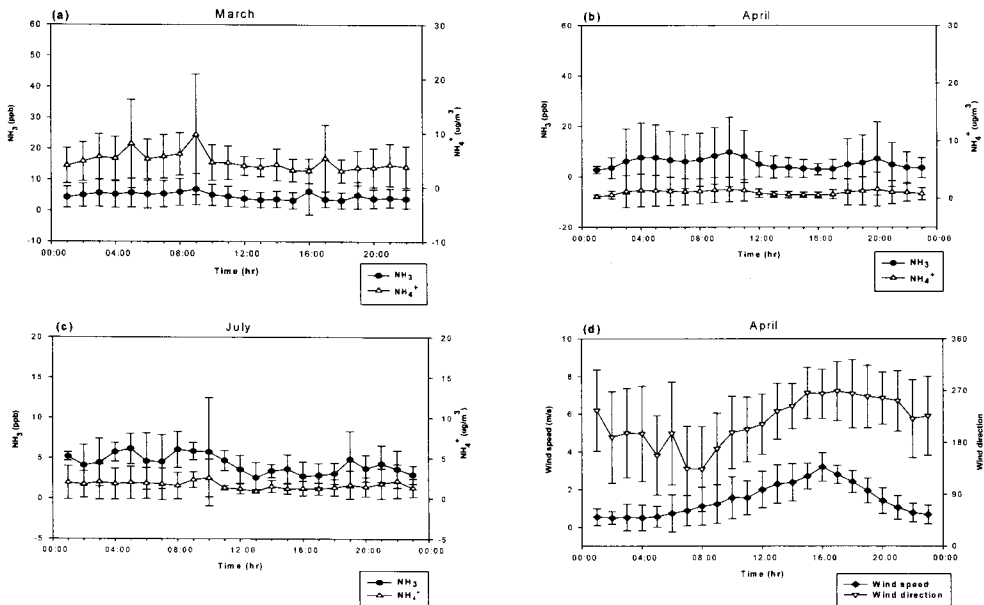 (a) March
60
50
40
30
20
10
0
-10
NH3 (ppb)
30
20
10
0
-10
NH4+ (ug/m3)
00:00 04:00 08:00 12:00 16:00 20:00
Time (hr)
NH3
NH4+
(b) April
60
40
20
0
-20
NH3 (ppb)
30
20
10
0
-5
NH4+ (ug/m3)
00:00 04:00 08:00 12:00 16:00 20:00 00:00
Time (hr)
NH3
NH4+
(c) July
20
15
10
5
0
-5
NH3 (ppb)
20
15
10
5
0
-5
NH4+ (ug/m3)
00:00 04:00 08:00 12:00 16:00 20:00 00:00
Time (hr)
NH3
NH4+
(d) April
10
8
6
4
2
0
Wind speed (m/s)
360
270
180
90
0
Wind direction
00:00 04:00 08:00 12:00 16:00 20:00 00:00
Time (hr)
Wind speed
Wind direction